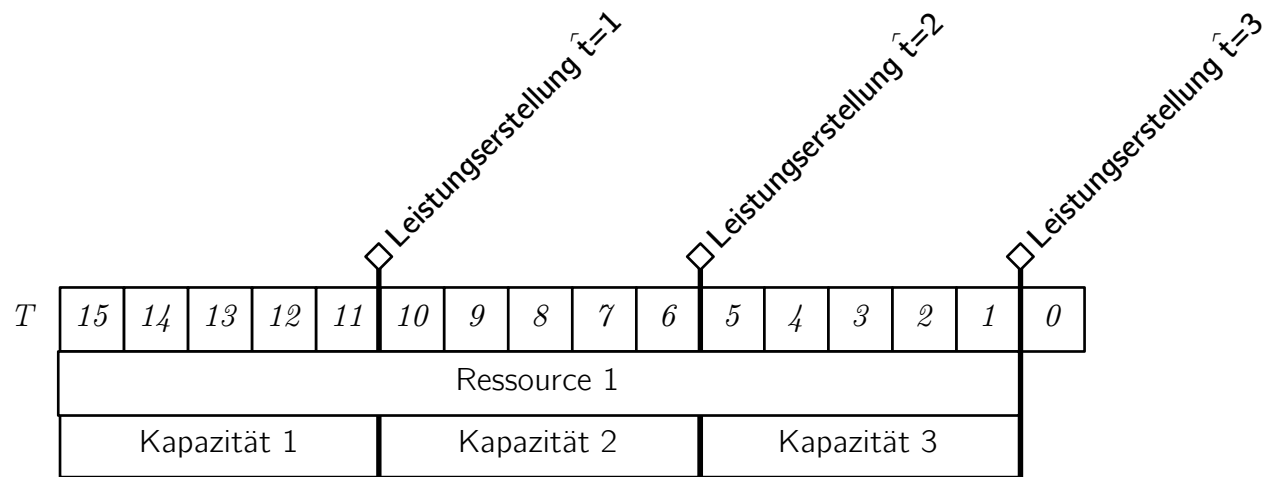 Leistungserstellung t̂=1
Leistungserstellung t̂=2
Leistungserstellung t̂=3
T 15 14 13 12 11 10 9 8 7 6 5 4 3 2 1 0
Ressource 1
Kapazität 1 Kapazität 2 Kapazität 3